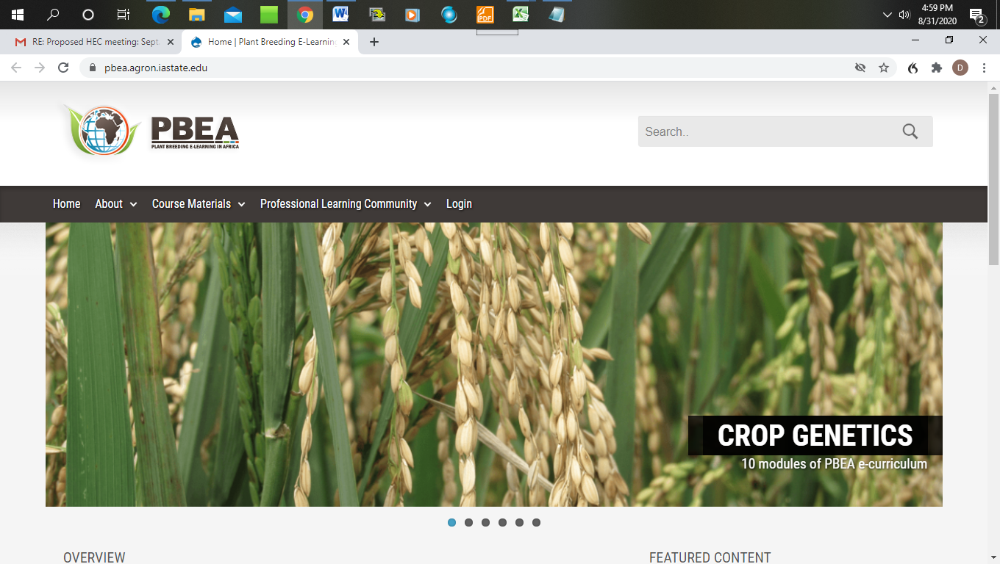 4:59 PM
8/31/2020
2
PDF
RE: Proposed HEC meeting: Sept.
Home | Plant Breeding E-Learning
pbea.agron.iastate.edu
D
PBEA
PLANT BREEDING E-LEARNING IN AFRICA
Search..
Home About Course Materials Professional Learning Community Login
CROP GENETICS
10 modules of PBEA e-curriculum
OVERVIEW
FEATURED CONTENT